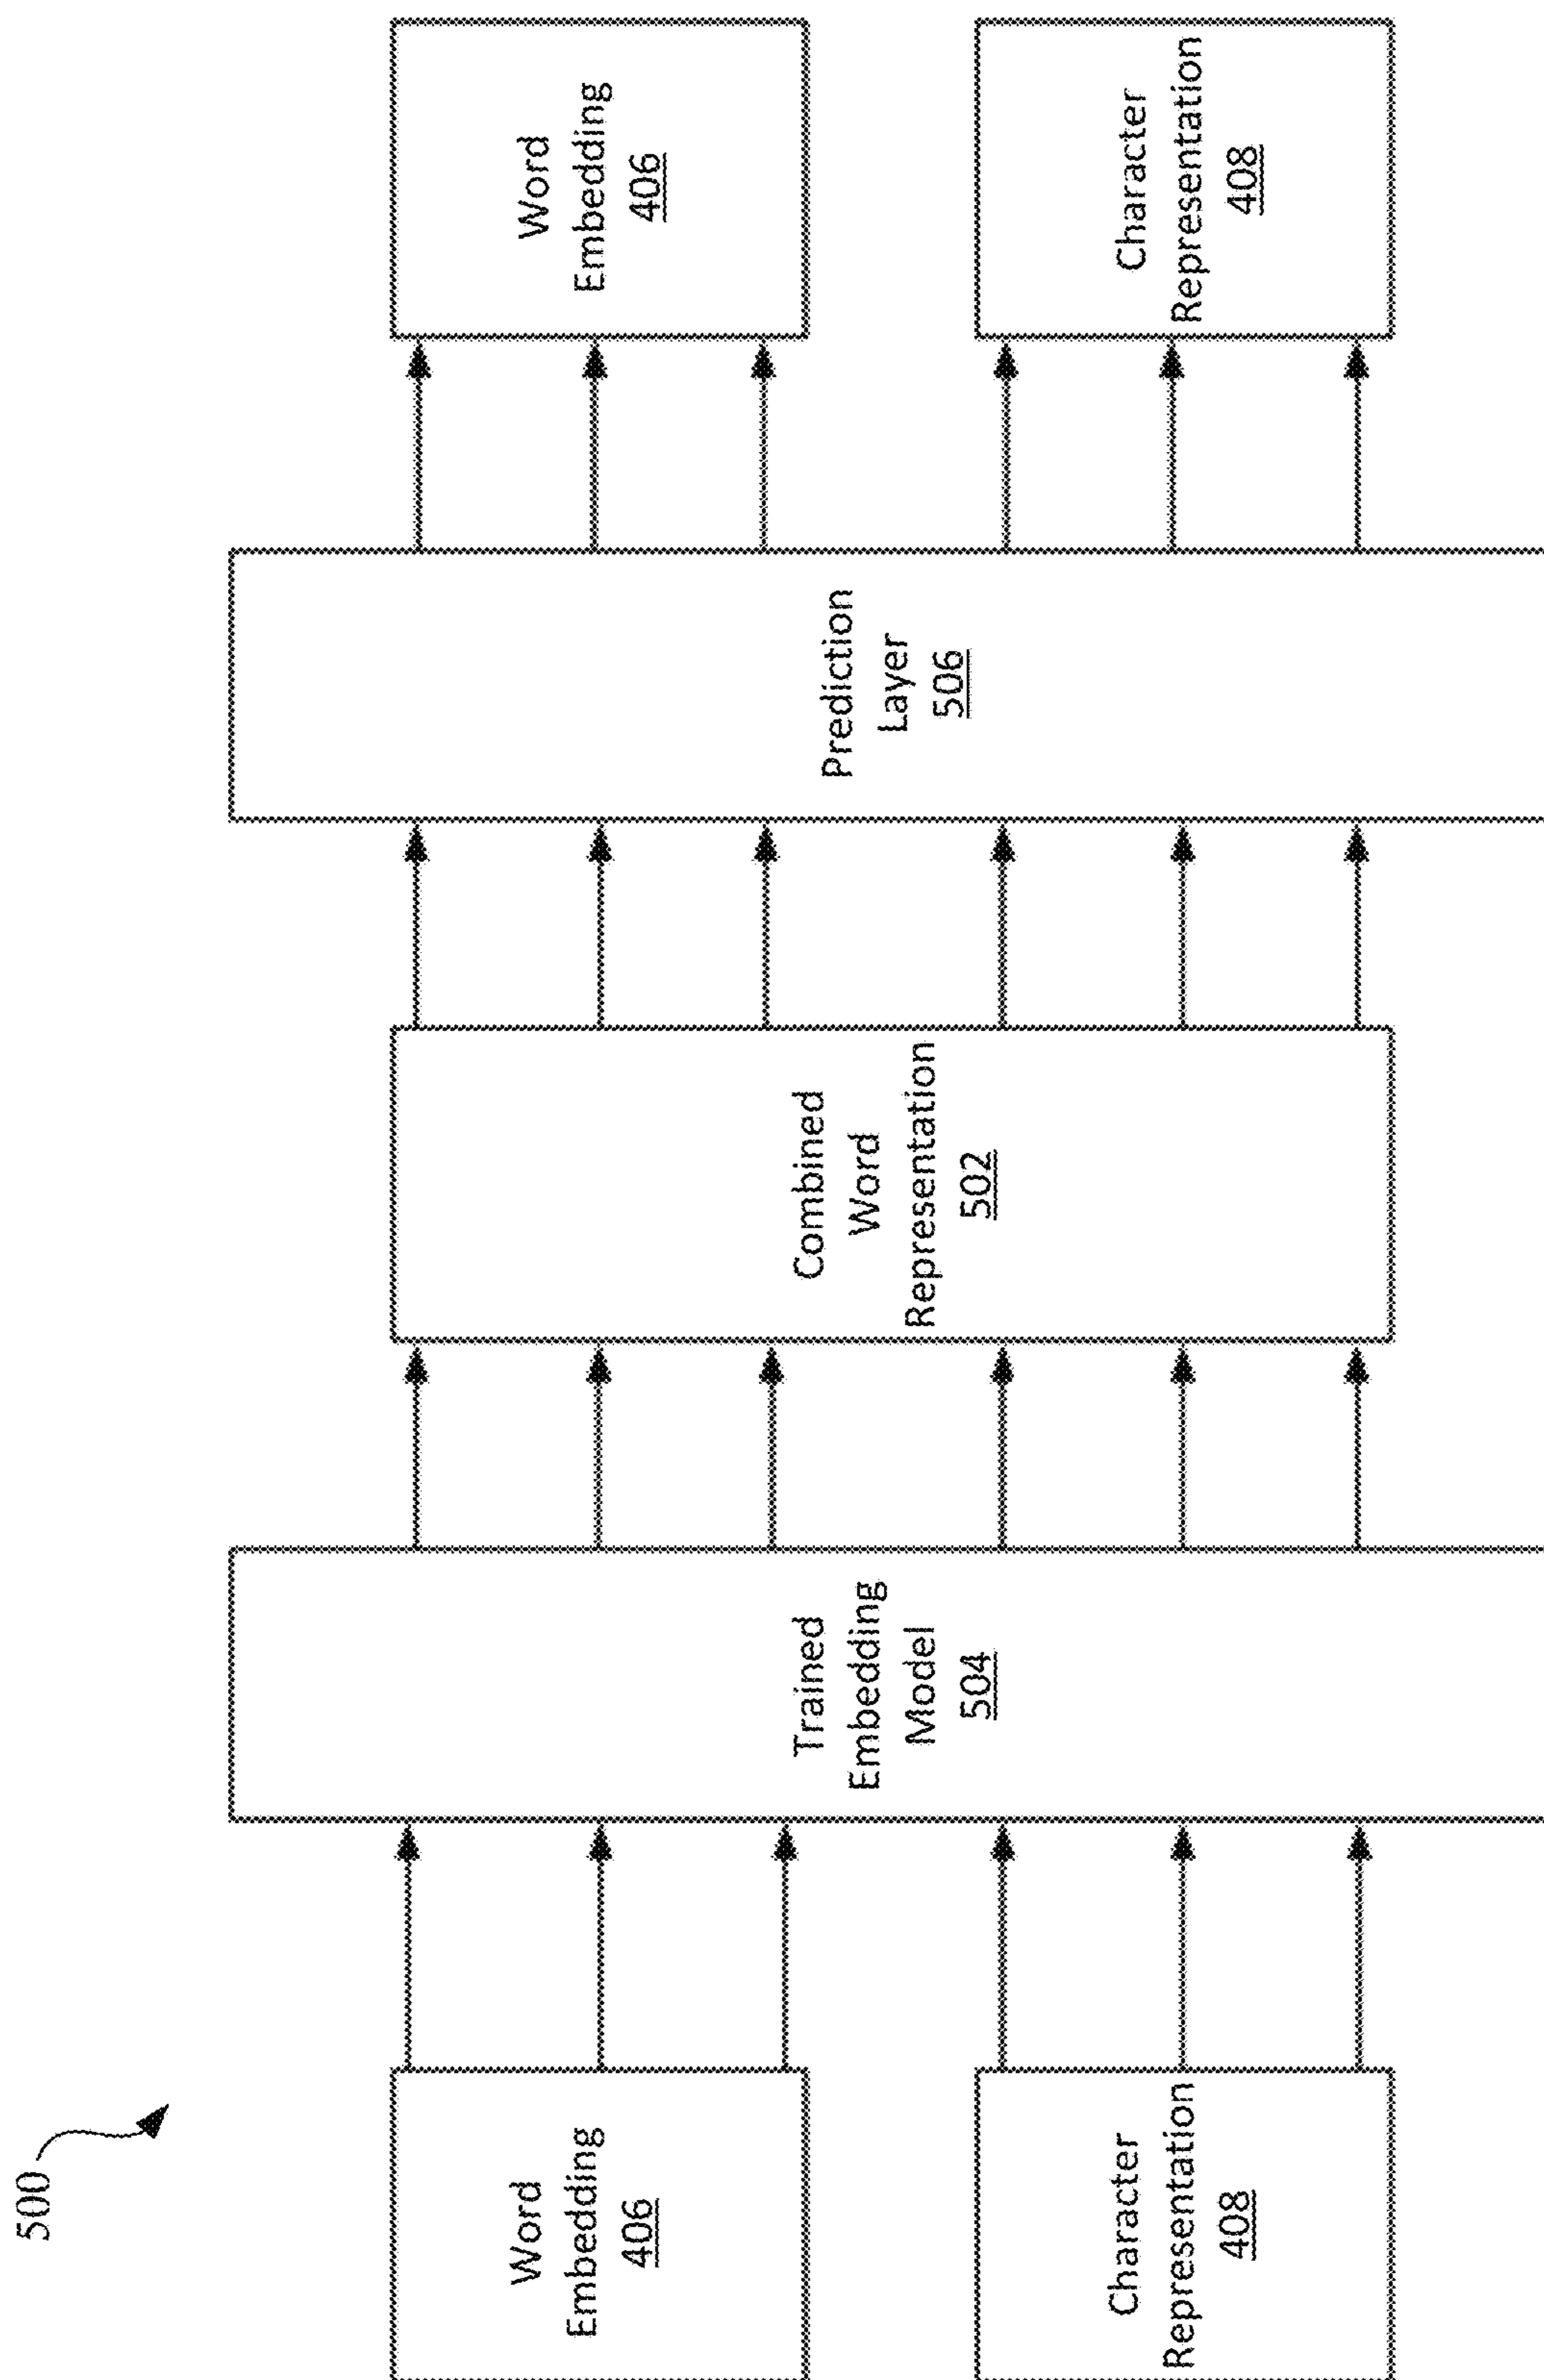 500
Word
Embedding
406
Character
Representation
408
Trained
Embedding
Model
504
Combined
Word
Representation
502
Prediction
Layer
506
Word
Embedding
406
Character
Representation
408